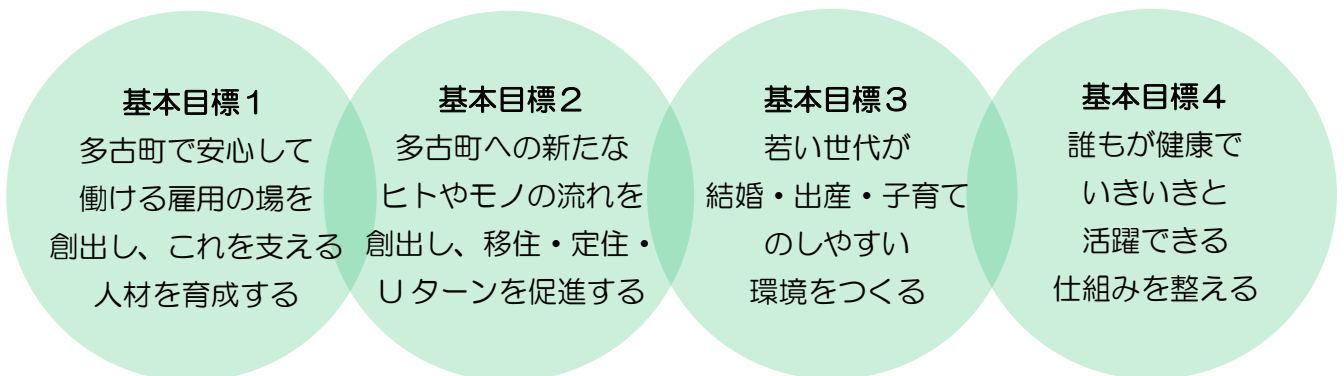 基本目標１
多古町で安心して
働ける雇用の場を
創出し、これを支える
人材を育成する
基本目標２
多古町への新たな
ヒトやモノの流れを
創出し、移住・定住・
Ｕターンを促進する
基本目標３
若い世代が
結婚・出産・子育て
のしやすい
環境をつくる
基本目標４
誰もが健康で
いきいきと
活躍できる
仕組みを整える